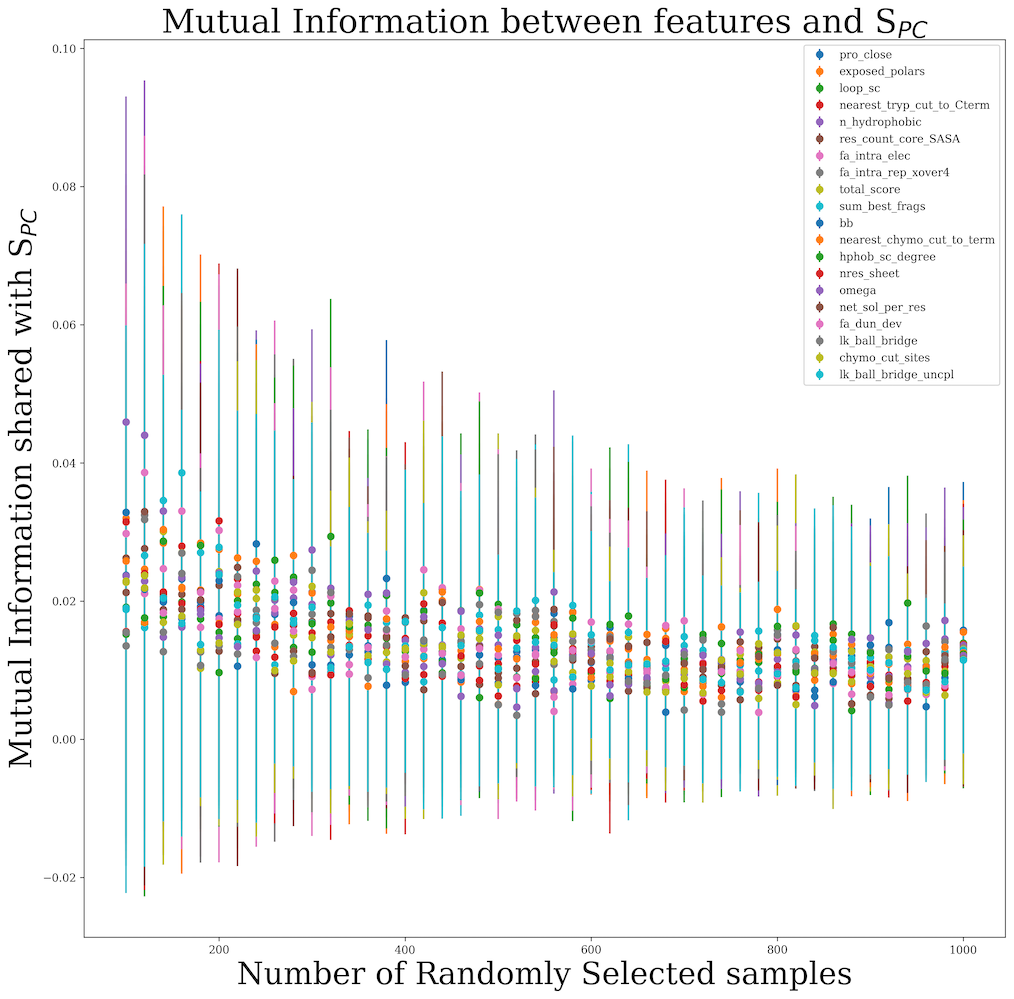 Mutual Information between features and S_PC
0.10
0.08
0.06
0.04
0.02
0.00
−0.02
Mutual Information shared with S_PC
pro_close
exposed_polars
loop_sc
nearest_tryp_cut_to_Cterm
n_hydrophobic
res_count_core_SASA
fa_intra_elec
fa_intra_rep_xover4
total_score
sum_best_frags
bb
nearest_chymo_cut_to_term
hphob_sc_degree
nres_sheet
omega
net_sol_per_res
fa_dun_dev
lk_ball_bridge
chymo_cut_sites
lk_ball_bridge_uncpl
200 400 600 800 1000
Number of Randomly Selected samples